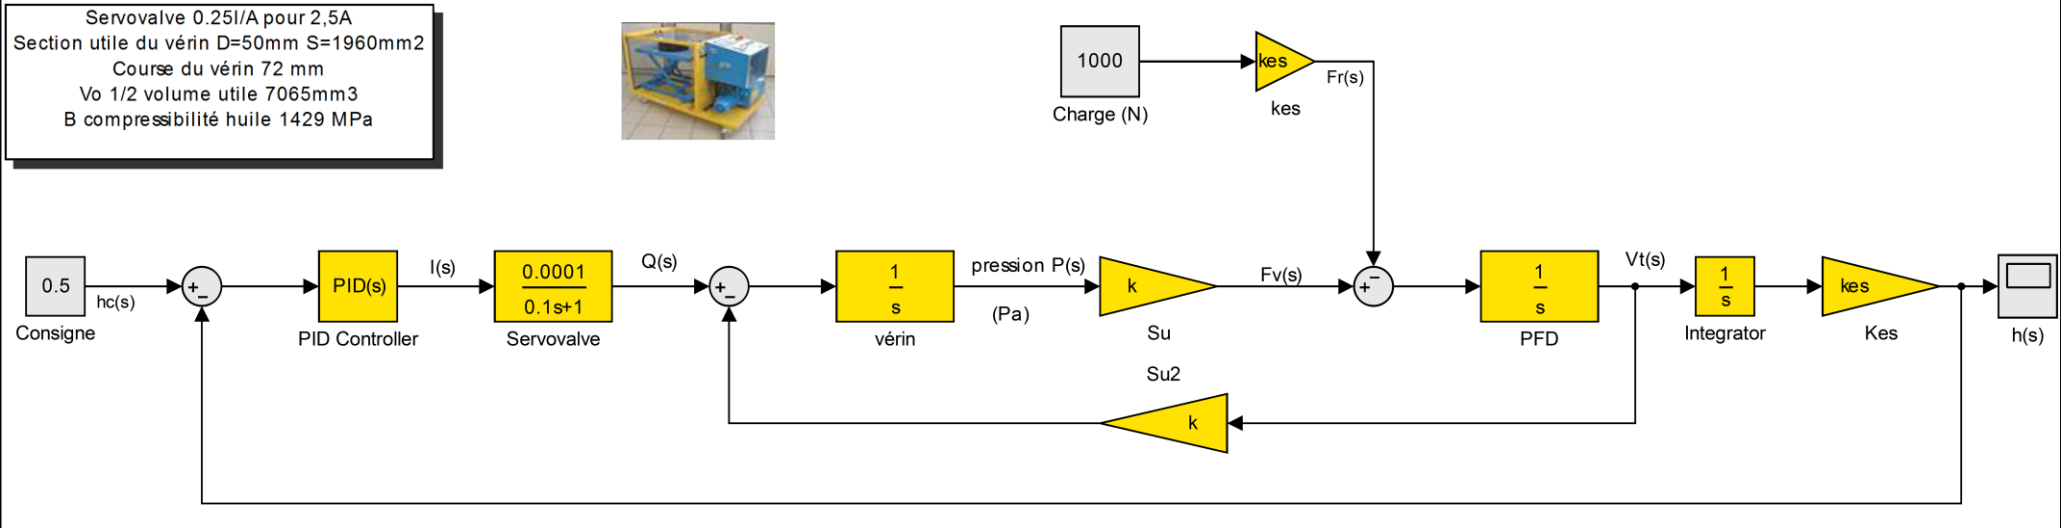 Servovalve 0.25l/A pour 2,5A
Section utile du vérin D=50mm S=1960mm2
Course du vérin 72 mm
Vo 1/2 volume utile 7065mm3
B compressibilité huile 1429 MPa
1000
Charge (N)
kes
kes
Fr(s)
0.5
Consigne
hc(s)
+
−
PID(s)
PID Controller
I(s)
0.0001
0.1s+1
Servovalve
Q(s)
+
−
1
s
vérin
pression P(s)
(Pa)
k
Su
Fv(s)
+
−
1
s
PFD
Vt(s)
1
s
Integrator
kes
Kes
h(s)
Su2
k